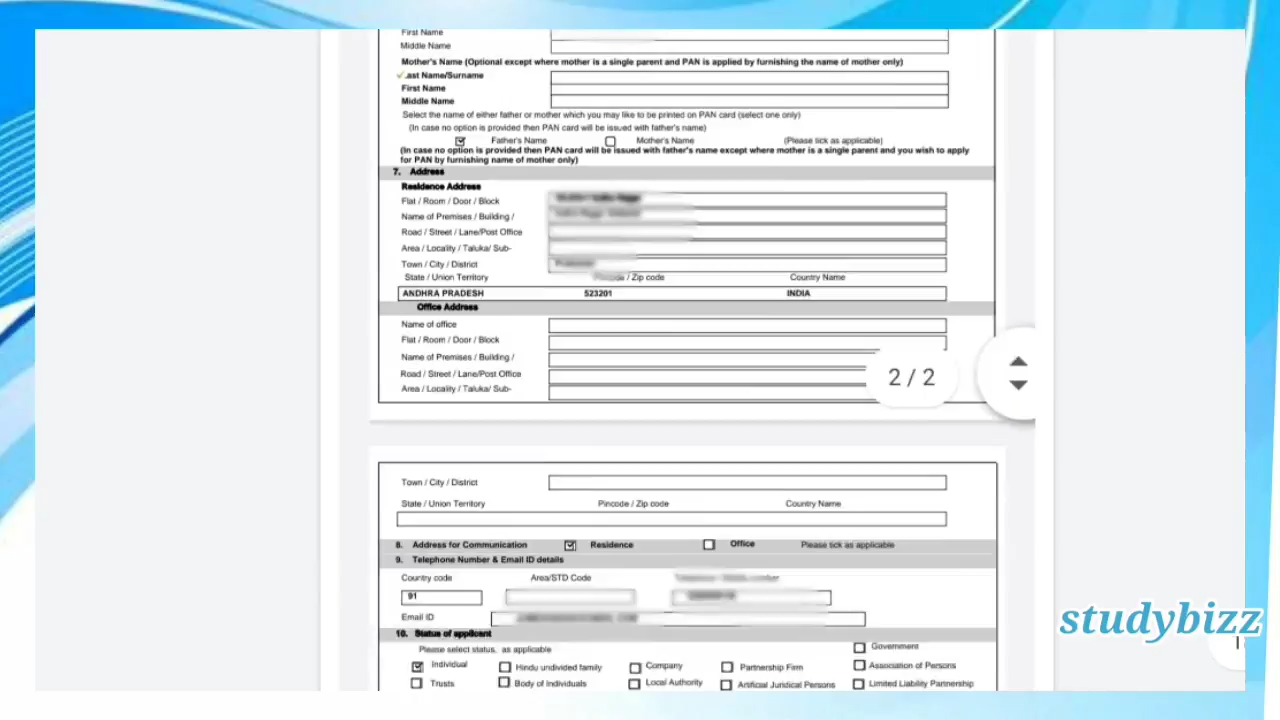 First Name
Middle Name
Mother's Name (Optional except where mother is a single parent and PAN is applied by furnishing the name of mother only)
Last Name/Surname
First Name
Middle Name
Select the name of either father or mother which you may like to be printed on PAN card (select one only)
(In case no option is provided then PAN card will be issued with father's name)
Father's Name Mother's Name (Please tick as applicable)
(In case no option is provided then PAN card will be issued with father's name except where mother is a single parent and you wish to apply
for PAN by furnishing name of mother only)
7. Address
Residence Address
Flat / Room / Door / Block
Name of Premises / Building /
Road / Street / Lane/Post Office
Area / Locality / Taluka/ Sub-
Town / City / District
State / Union Territory / Zip code Country Name
ANDHRA PRADESH 523201 INDIA
Office Address
Name of office
Flat / Room / Door / Block
Name of Premises / Building /
Road / Street / Lane/Post Office
Area / Locality / Taluka/ Sub-
2 / 2
Town / City / District
State / Union Territory Pincode / Zip code Country Name
8. Address for Communication Residence Office Please tick as applicable
9. Telephone Number & Email ID details
Country code Area/STD Code
91
Email ID
10. Status of applicant
Please select status, as applicable
Government
Individual Hindu undivided family Company Partnership Firm Association of Persons
Trusts Body of Individuals Local Authority Artificial Juridical Persons Limited Liability Partnership
studybizz